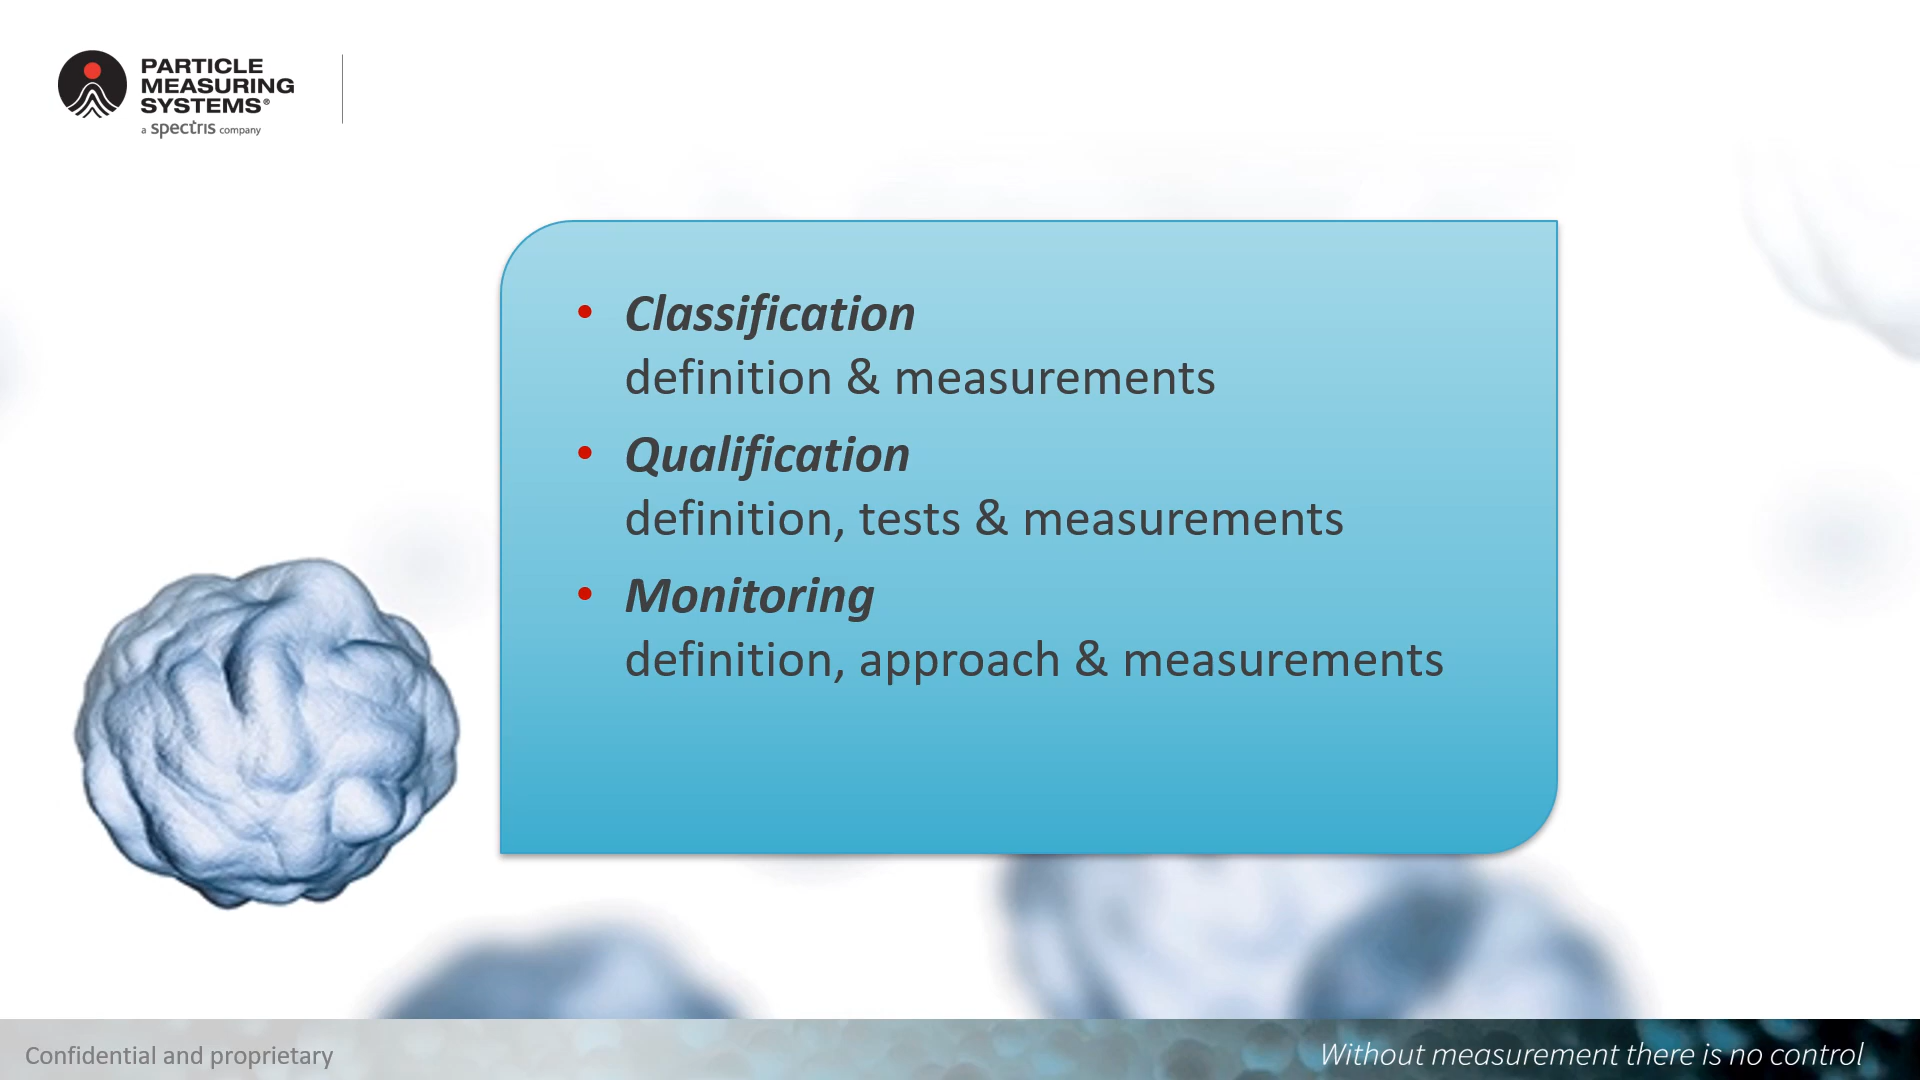 PARTICLE
MEASURING
SYSTEMS®
a spectris company
• Classification
definition & measurements
• Qualification
definition, tests & measurements
• Monitoring
definition, approach & measurements
Confidential and proprietary
Without measurement there is no control